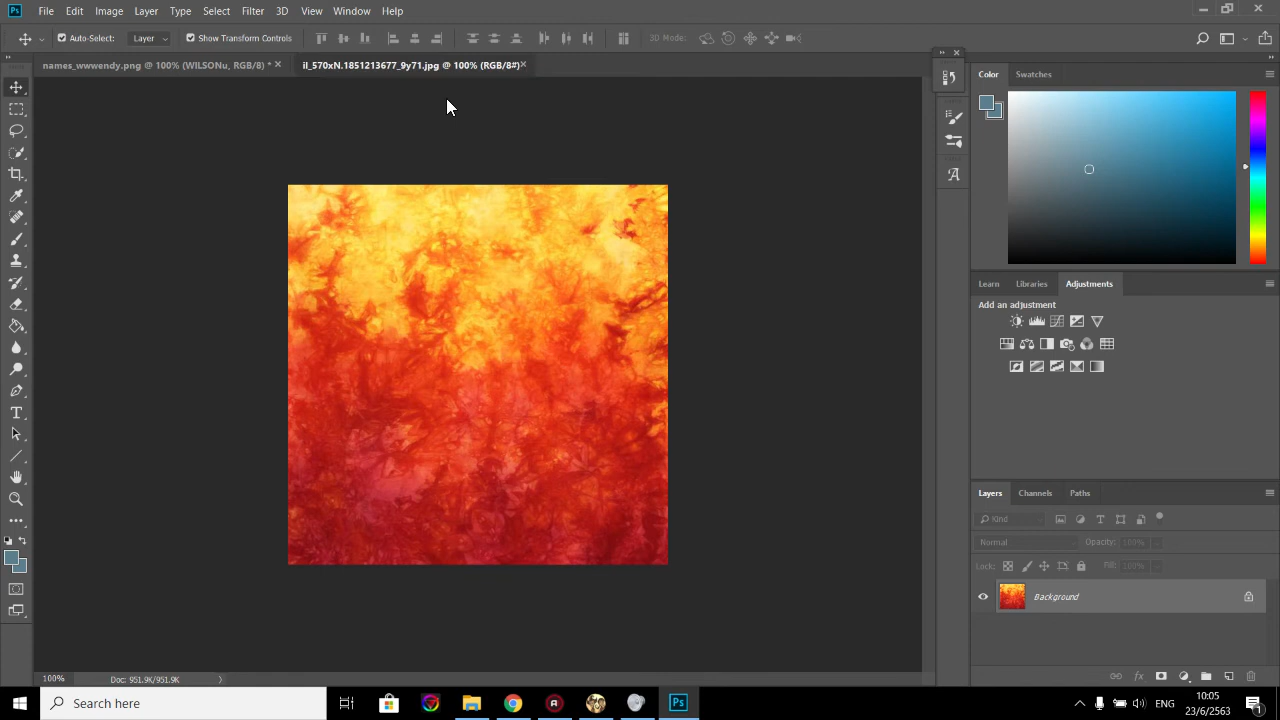 Ps File Edit Image Layer Type Select Filter 3D View Window Help
Auto-Select: Layer Show Transform Controls 3D Mode:
names_wwwendy.png @ 100% (WILSONu, RGB/8) * × il_570xN.1851213677_9y71.jpg @ 100% (RGB/8#) ×
Color Swatches
Learn Libraries Adjustments
Add an adjustment
Layers Channels Paths
Kind
Normal Opacity: 100%
Lock: Fill: 100%
Background
100% Doc: 951.9K/951.9K
Search here
Ps
ENG
10:05
23/6/2563